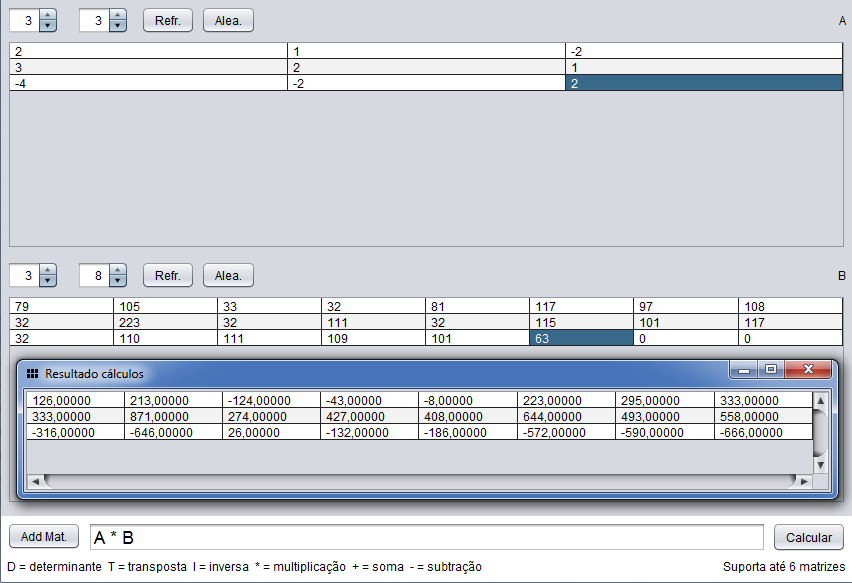 3 3 Refr. Alea. A
2 1 -2
3 2 1
-4 -2 2
3 8 Refr. Alea. B
79 105 33 32 81 117 97 108
32 223 32 111 32 115 101 117
32 110 111 109 101 63 0 0
Resultado cálculos
126,00000 213,00000 -124,00000 -43,00000 -8,00000 223,00000 295,00000 333,00000
333,00000 871,00000 274,00000 427,00000 408,00000 644,00000 493,00000 558,00000
-316,00000 -646,00000 26,00000 -132,00000 -186,00000 -572,00000 -590,00000 -666,00000
Add Mat. A * B Calcular
D = determinante T = transposta I = inversa * = multiplicação + = soma - = subtração Suporta até 6 matrizes